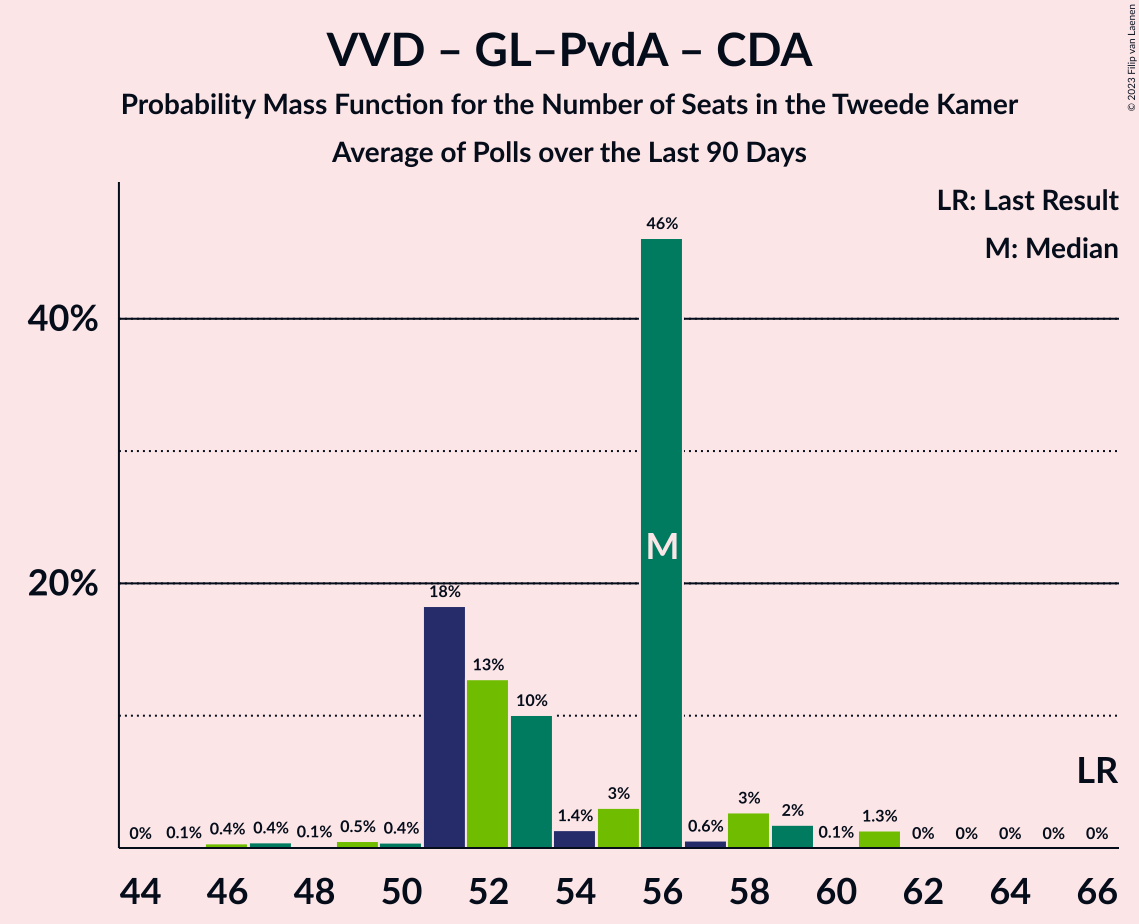 VVD – GL–PvdA – CDA
Probability Mass Function for the Number of Seats in the Tweede Kamer
Average of Polls over the Last 90 Days
© 2023 Filip van Laenen
LR: Last Result
M: Median
40%
20%
0% 0.1% 0.4% 0.4% 0.1% 0.5% 0.4% 18% 13% 10% 1.4% 3% 46% 0.6% 3% 2% 0.1% 1.3% 0% 0% 0% 0% 0%
M
LR
44 46 48 50 52 54 56 58 60 62 64 66